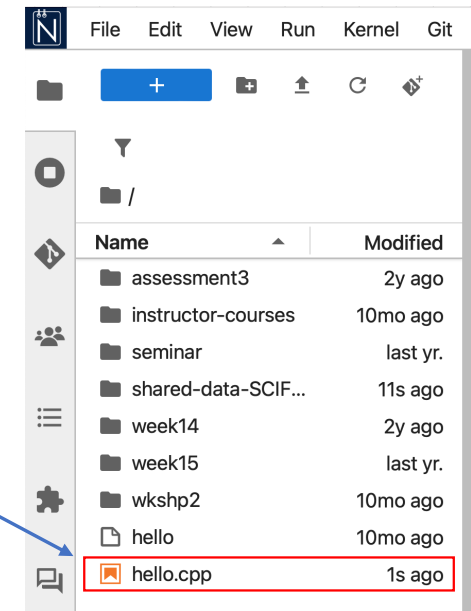 N File Edit View Run Kernel Git
+
/
Name Modified
assessment3 2y ago
instructor-courses 10mo ago
seminar last yr.
shared-data-SCIF... 11s ago
week14 2y ago
week15 last yr.
wkshp2 10mo ago
hello 10mo ago
hello.cpp 1s ago